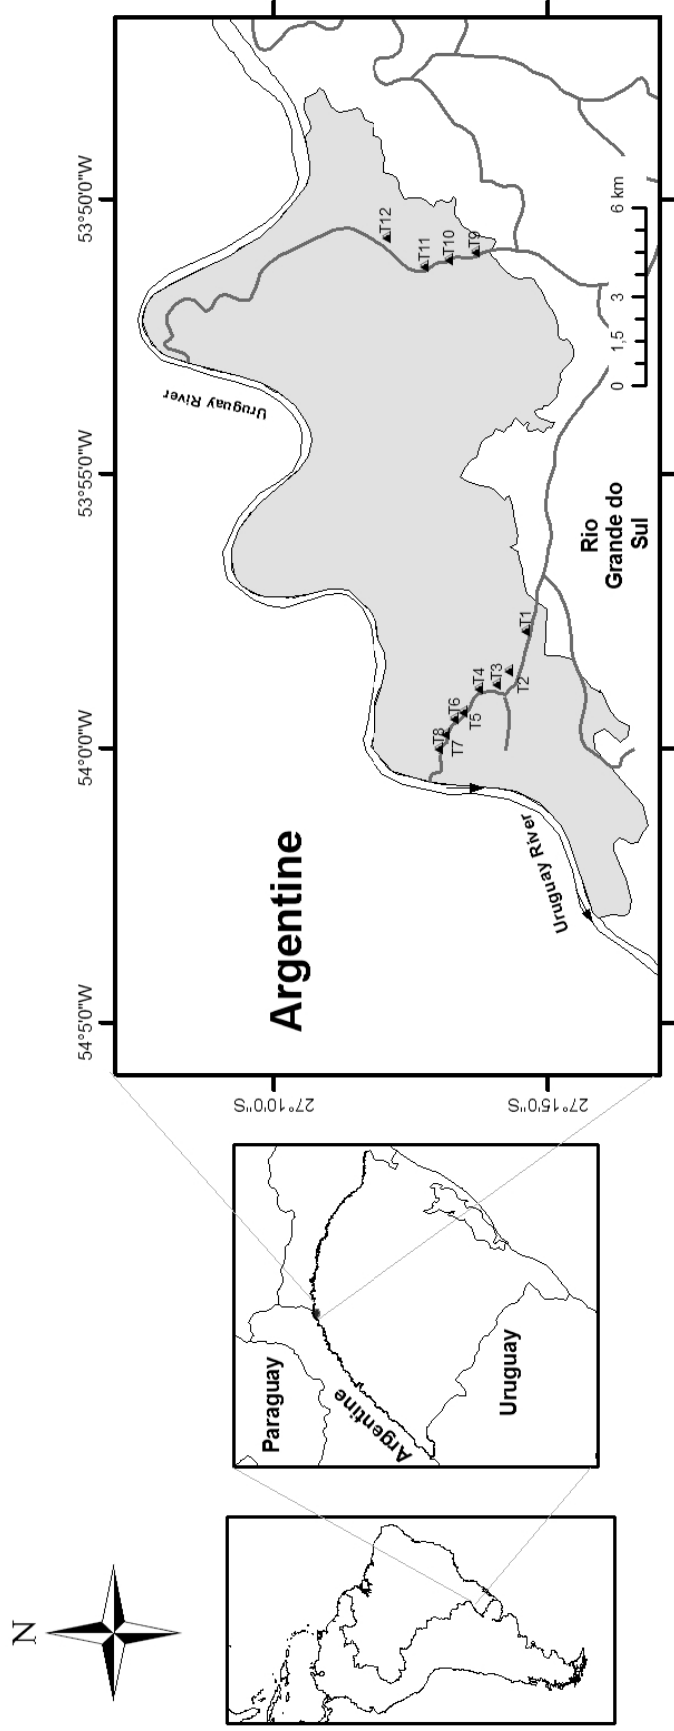 N
Paraguay
Argentine
Uruguay
54°5'0"W
54°0'0"W
53°55'0"W
53°50'0"W
27°10'0"S
27°15'0"S
Argentine
Uruguay River
Uruguay River
T8
T7
T6
T5
T4
T3
T2
T1
T12
T11
T10
T9
Rio
Grande do
Sul
0 1,5 3 6 km